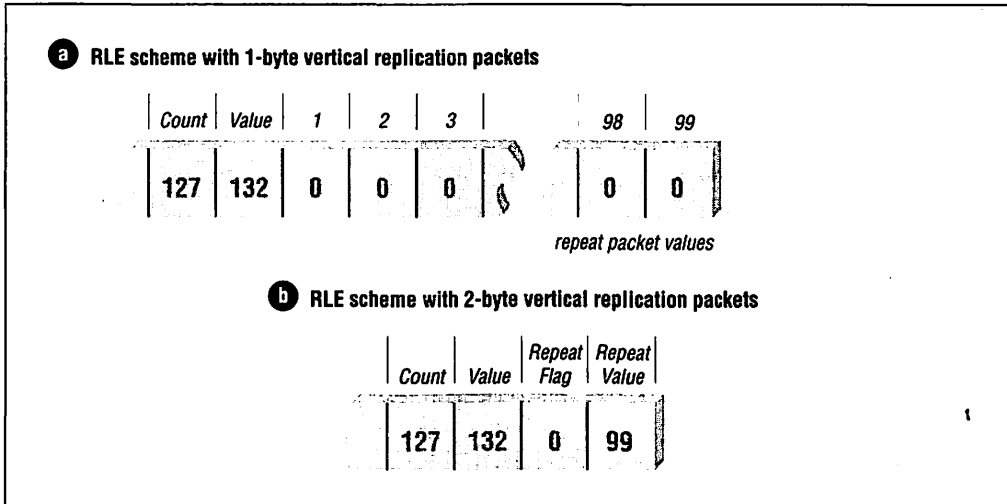 a RLE scheme with 1-byte vertical replication packets
Count Value 1 2 3 98 99
127 132 0 0 0 0 0
repeat packet values
b RLE scheme with 2-byte vertical replication packets
Count Value Repeat Flag Repeat Value
127 132 0 99